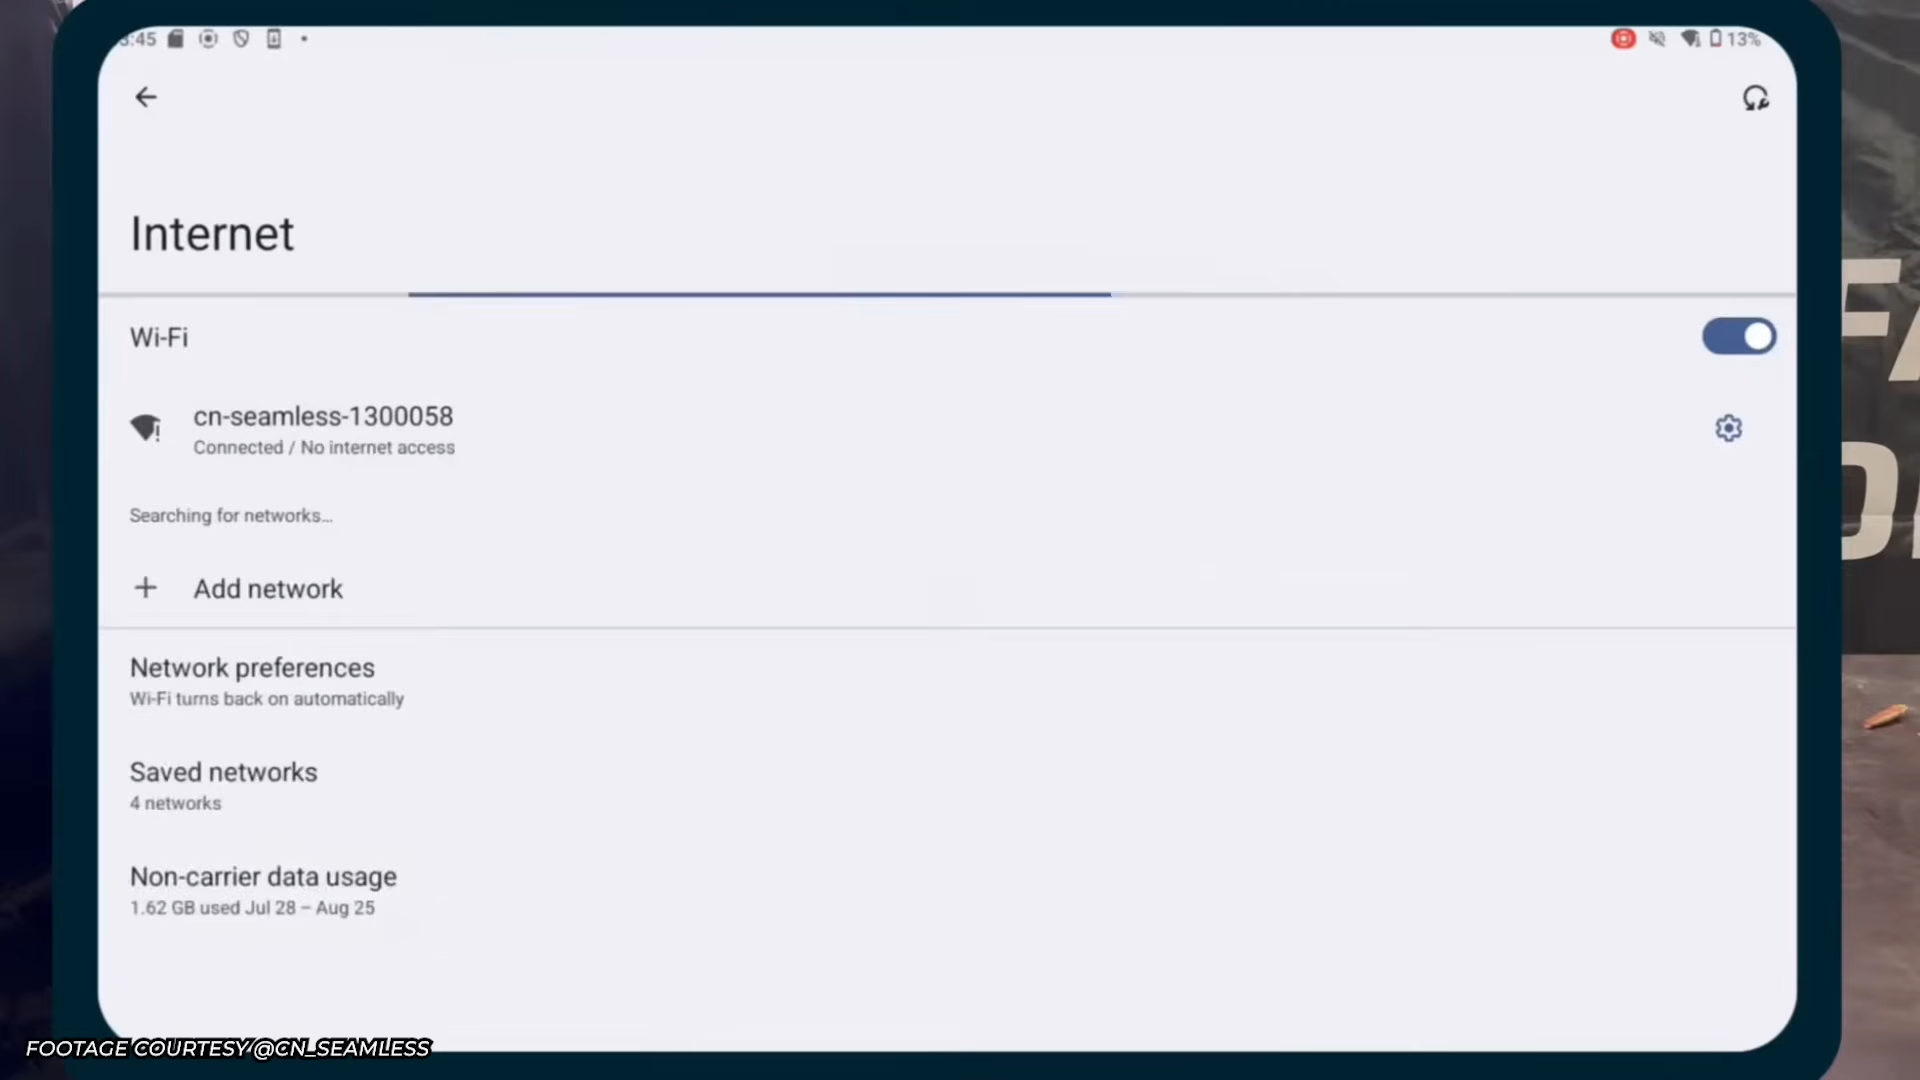 :45
13%
Internet
Wi-Fi
cn-seamless-1300058
Connected / No internet access
Searching for networks…
Add network
Network preferences
Wi-Fi turns back on automatically
Saved networks
4 networks
Non-carrier data usage
1.62 GB used Jul 28 – Aug 25
FOOTAGE COURTESY @CN_SEAMLESS